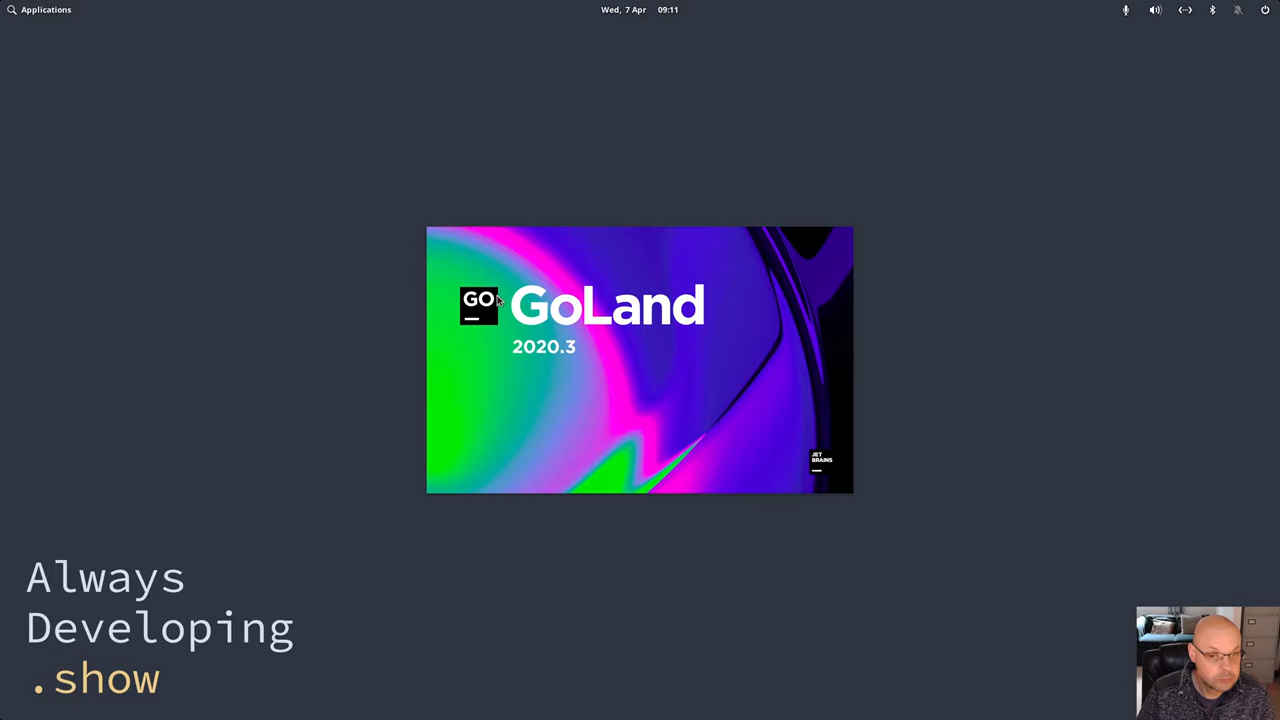 Applications
Wed, 7 Apr 09:11
GO
GoLand
2020.3
JET
BRAINS
Always
Developing
.show